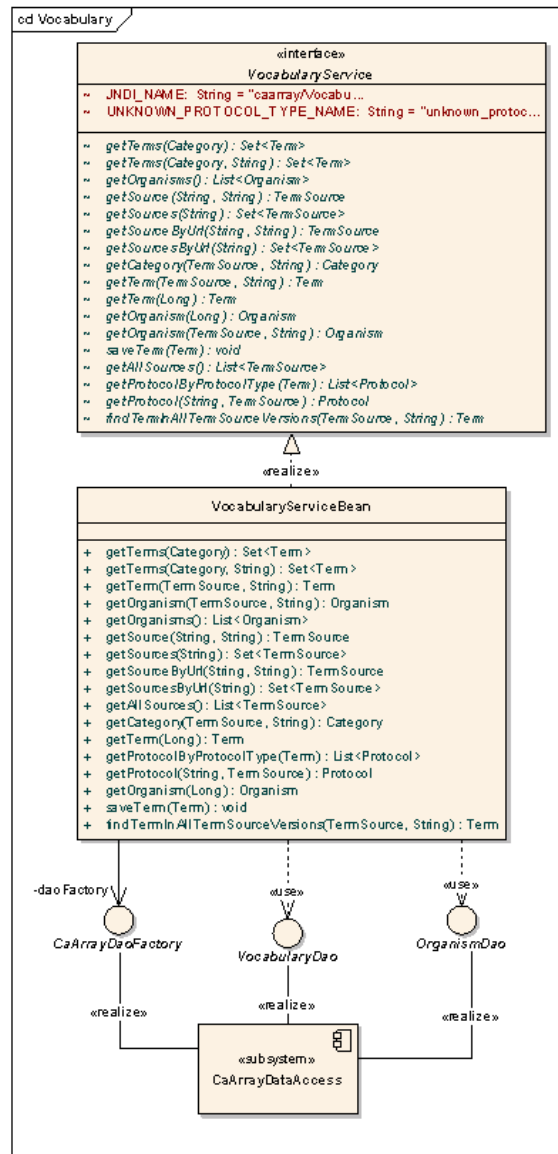 cd Vocabulary
«interface»
VocabularyService
~ JNDI_NAME: String = "caarray/Vocabu...
~ UNKNOWN_PROTOCOL_TYPE_NAME: String = "unknown_protoc...
~ getTerms(Category) : Set<Term>
~ getTerms(Category, String) : Set<Term>
~ getOrganisms() : List<Organism>
~ getSource(String, String) : TermSource
~ getSources(String) : Set<TermSource>
~ getSourceByUrl(String, String) : TermSource
~ getSourcesByUrl(String) : Set<TermSource>
~ getCategory(TermSource, String) : Category
~ getTerm(TermSource, String) : Term
~ getTerm(Long) : Term
~ getOrganism(Long) : Organism
~ getOrganism(TermSource, String) : Organism
~ saveTerm(Term) : void
~ getAllSources() : List<TermSource>
~ getProtocolByProtocolType(Term) : List<Protocol>
~ getProtocol(String, TermSource) : Protocol
~ findTermInAllTermSourceVersions(TermSource, String) : Term
«realize»
VocabularyServiceBean
+ getTerms(Category) : Set<Term>
+ getTerms(Category, String) : Set<Term>
+ getTerm(TermSource, String) : Term
+ getOrganism(TermSource, String) : Organism
+ getOrganisms() : List<Organism>
+ getSource(String, String) : TermSource
+ getSources(String) : Set<TermSource>
+ getSourceByUrl(String, String) : TermSource
+ getSourcesByUrl(String) : Set<TermSource>
+ getAllSources() : List<TermSource>
+ getCategory(TermSource, String) : Category
+ getTerm(Long) : Term
+ getProtocolByProtocolType(Term) : List<Protocol>
+ getProtocol(String, TermSource) : Protocol
+ getOrganism(Long) : Organism
+ saveTerm(Term) : void
+ findTermInAllTermSourceVersions(TermSource, String) : Term
-daoFactory
«use»
«use»
CaArrayDaoFactory
VocabularyDao
OrganismDao
«realize»
«realize»
«realize»
«subsystem»
CaArrayDataAccess